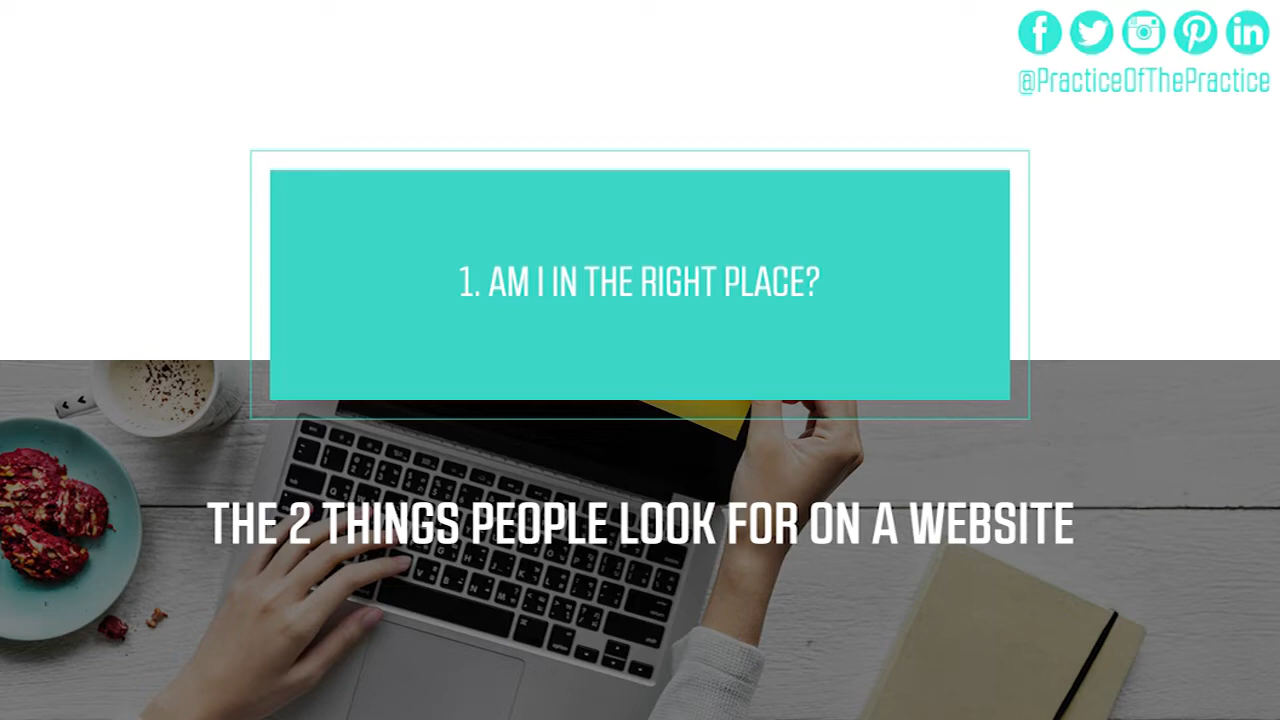 @PracticeOfThePractice
1. AM I IN THE RIGHT PLACE?
THE 2 THINGS PEOPLE LOOK FOR ON A WEBSITE